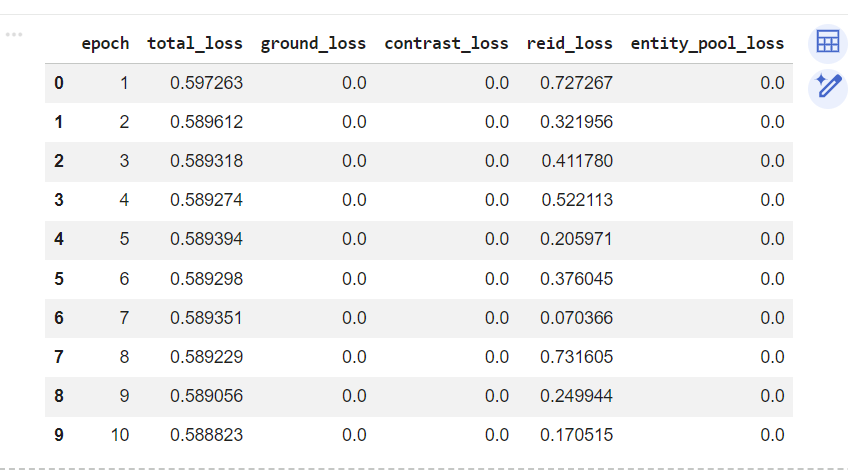 epoch total_loss ground_loss contrast_loss reid_loss entity_pool_loss
0 1 0.597263 0.0 0.0 0.727267 0.0
1 2 0.589612 0.0 0.0 0.321956 0.0
2 3 0.589318 0.0 0.0 0.411780 0.0
3 4 0.589274 0.0 0.0 0.522113 0.0
4 5 0.589394 0.0 0.0 0.205971 0.0
5 6 0.589298 0.0 0.0 0.376045 0.0
6 7 0.589351 0.0 0.0 0.070366 0.0
7 8 0.589229 0.0 0.0 0.731605 0.0
8 9 0.589056 0.0 0.0 0.249944 0.0
9 10 0.588823 0.0 0.0 0.170515 0.0